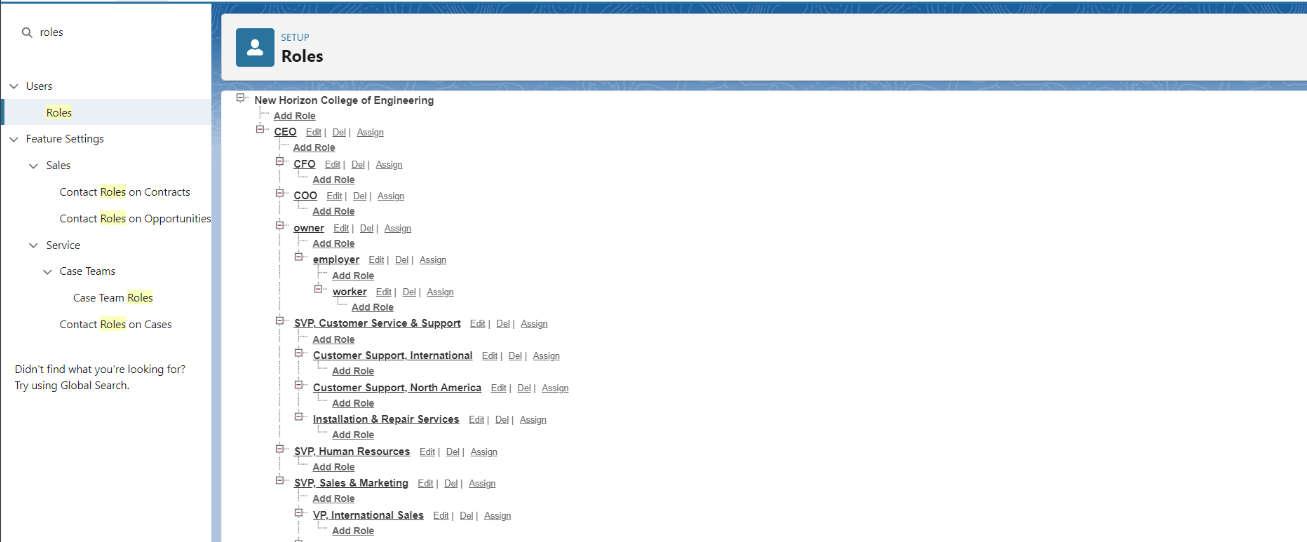 roles
Users
Roles
Feature Settings
Sales
Contact Roles on Contracts
Contact Roles on Opportunities
Service
Case Teams
Case Team Roles
Contact Roles on Cases
Didn't find what you're looking for?
Try using Global Search.
SETUP
Roles
New Horizon College of Engineering
Add Role
CEO Edit | Del | Assign
Add Role
CFO Edit | Del | Assign
Add Role
COO Edit | Del | Assign
Add Role
owner Edit | Del | Assign
Add Role
employer Edit | Del | Assign
Add Role
worker Edit | Del | Assign
Add Role
SVP, Customer Service & Support Edit | Del | Assign
Add Role
Customer Support, International Edit | Del | Assign
Add Role
Customer Support, North America Edit | Del | Assign
Add Role
Installation & Repair Services Edit | Del | Assign
Add Role
SVP, Human Resources Edit | Del | Assign
Add Role
SVP, Sales & Marketing Edit | Del | Assign
Add Role
VP, International Sales Edit | Del | Assign
Add Role